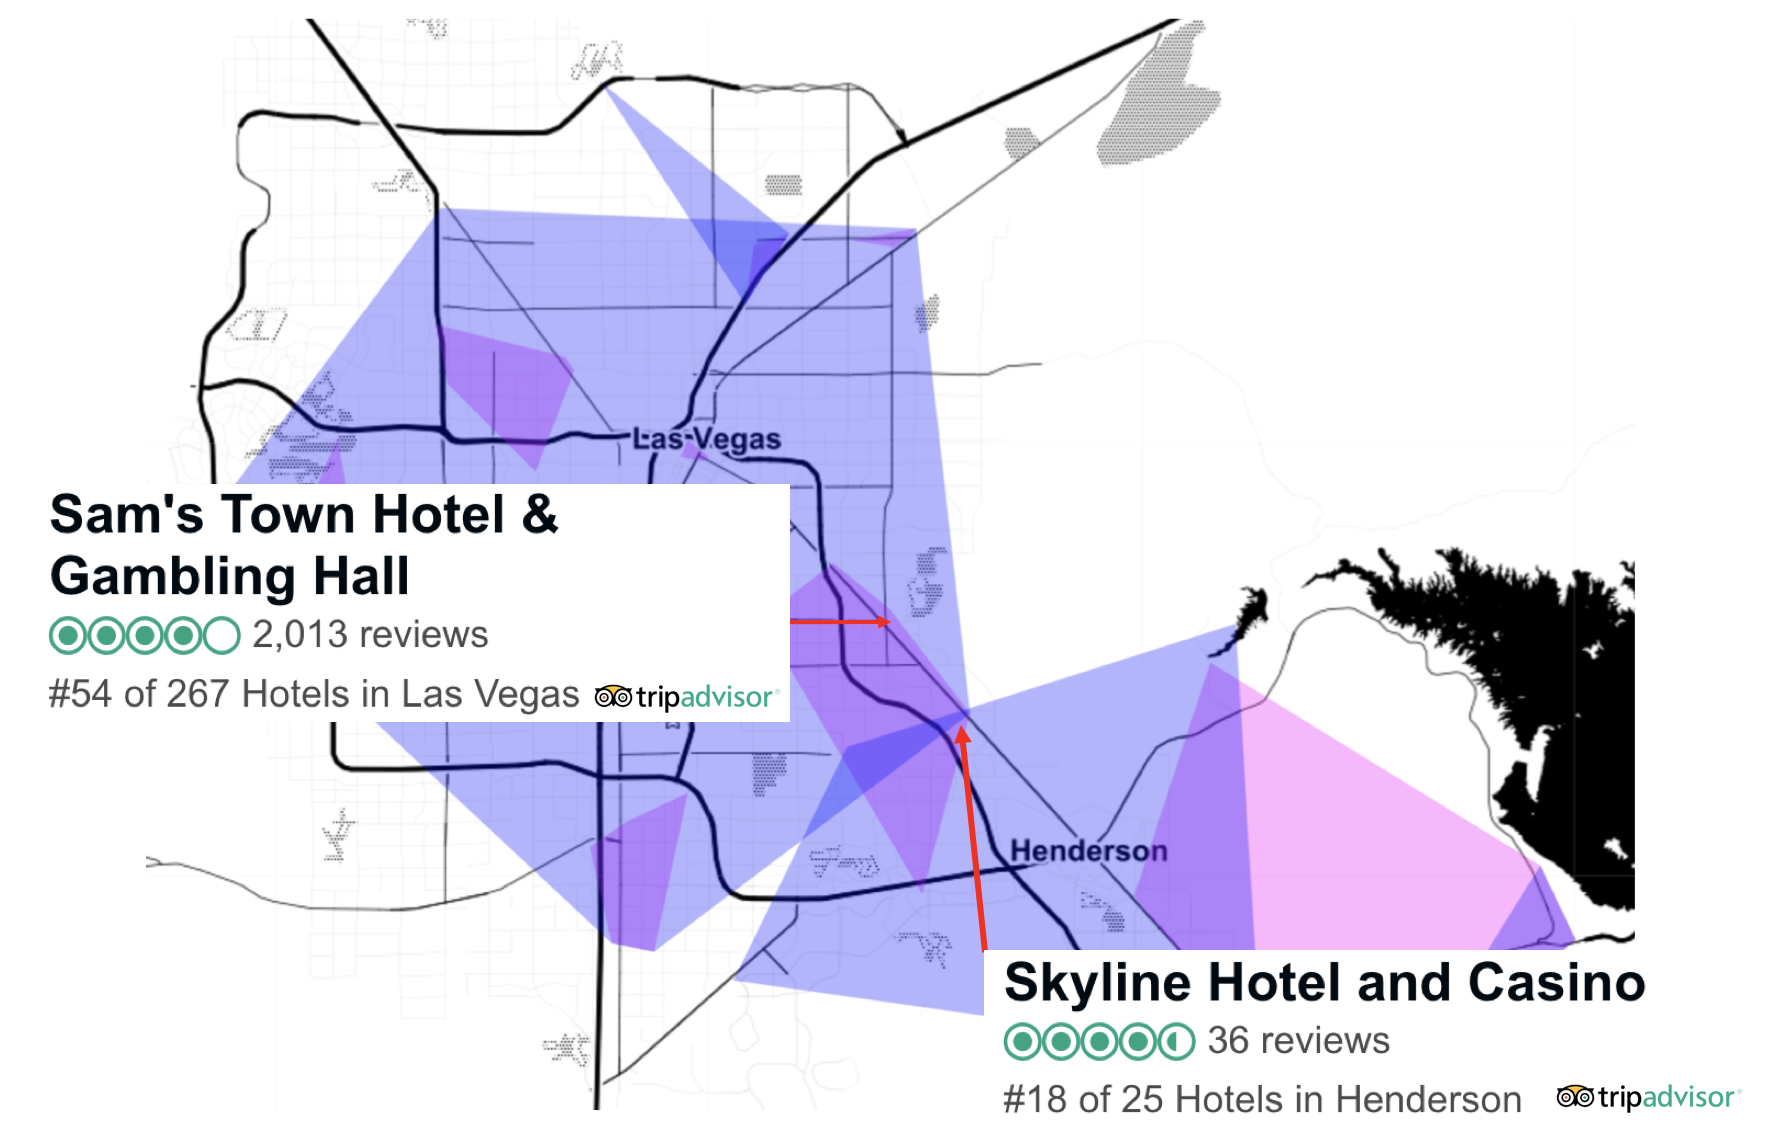 Las Vegas
Sam's Town Hotel &
Gambling Hall
2,013 reviews
#54 of 267 Hotels in Las Vegas tripadvisor
Henderson
Skyline Hotel and Casino
36 reviews
#18 of 25 Hotels in Henderson tripadvisor